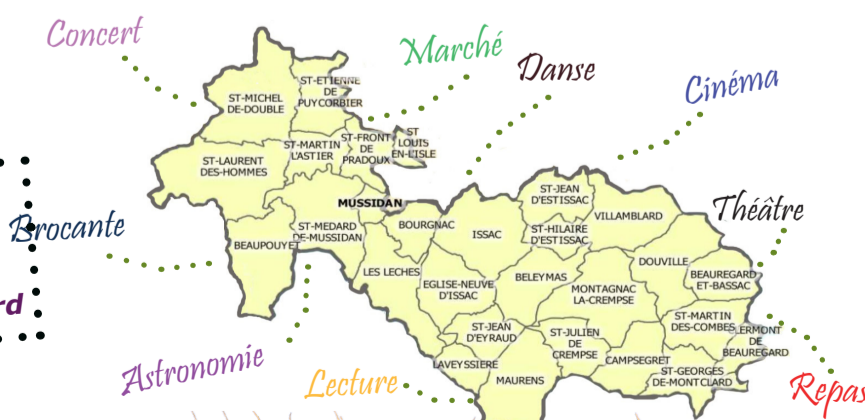 Concert
Marché
Danse
Cinéma
ST-ETIENNE
DE
PUYCORBIER
ST-MICHEL
DE-DOUBLE
ST-MARTIN
L'ASTIER
ST-FRONT
DE
PRADOUX
ST
LOUIS
EN-L'ISLE
ST-LAURENT
DES-HOMMES
MUSSIDAN
ST-JEAN
D'ESTISSAC
VILLAMBLARD
Théâtre
Brocante
BEAUPOUYET
ST-MEDARD
DE-MUSSIDAN
BOURGNAC
ISSAC
ST-HILAIRE
D'ESTISSAC
DOUVILLE
LES LECHES
EGLISE-NEUVE
D'ISSAC
BELEYMAS
MONTAGNAC
LA-CREMPSE
BEAUREGARD
ET-BASSAC
rd
ST-JEAN
D'EYRAUD
ST-JULIEN
DE
CREMPSE
ST-MARTIN
DES-COMBES
CLERMONT
DE
BEAUREGARD
LAVEYSSIERE
MAURENS
CAMPSEGRET
ST-GEORGES
DE-MONTCLARD
Astronomie
Lecture
Repas